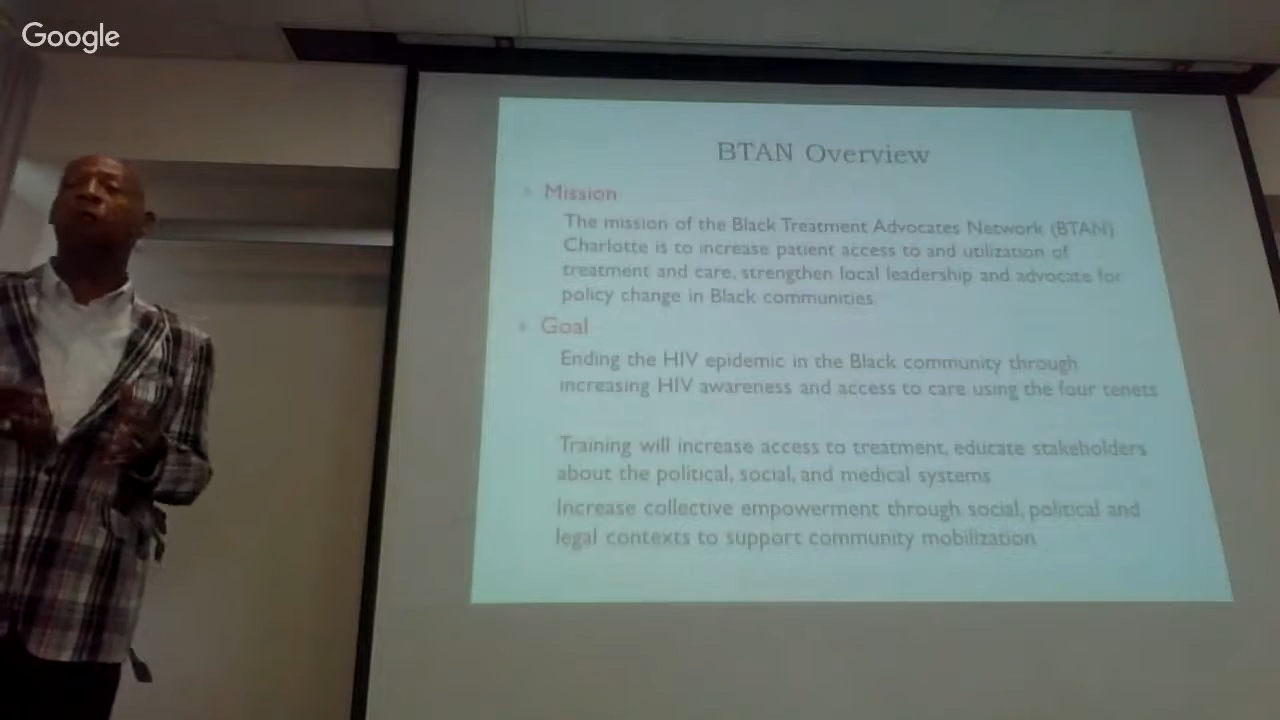 Google
BTAN Overview
Mission
The mission of the Black Treatment Advocates Network (BTAN)
Charlotte is to increase patient access to and utilization of
treatment and care, strengthen local leadership and advocate for
policy change in Black communities.
Goal
Ending the HIV epidemic in the Black community through
increasing HIV awareness and access to care using the four tenets
Training will increase access to treatment, educate stakeholders
about the political, social, and medical systems
Increase collective empowerment through social, political and
legal contexts to support community mobilization